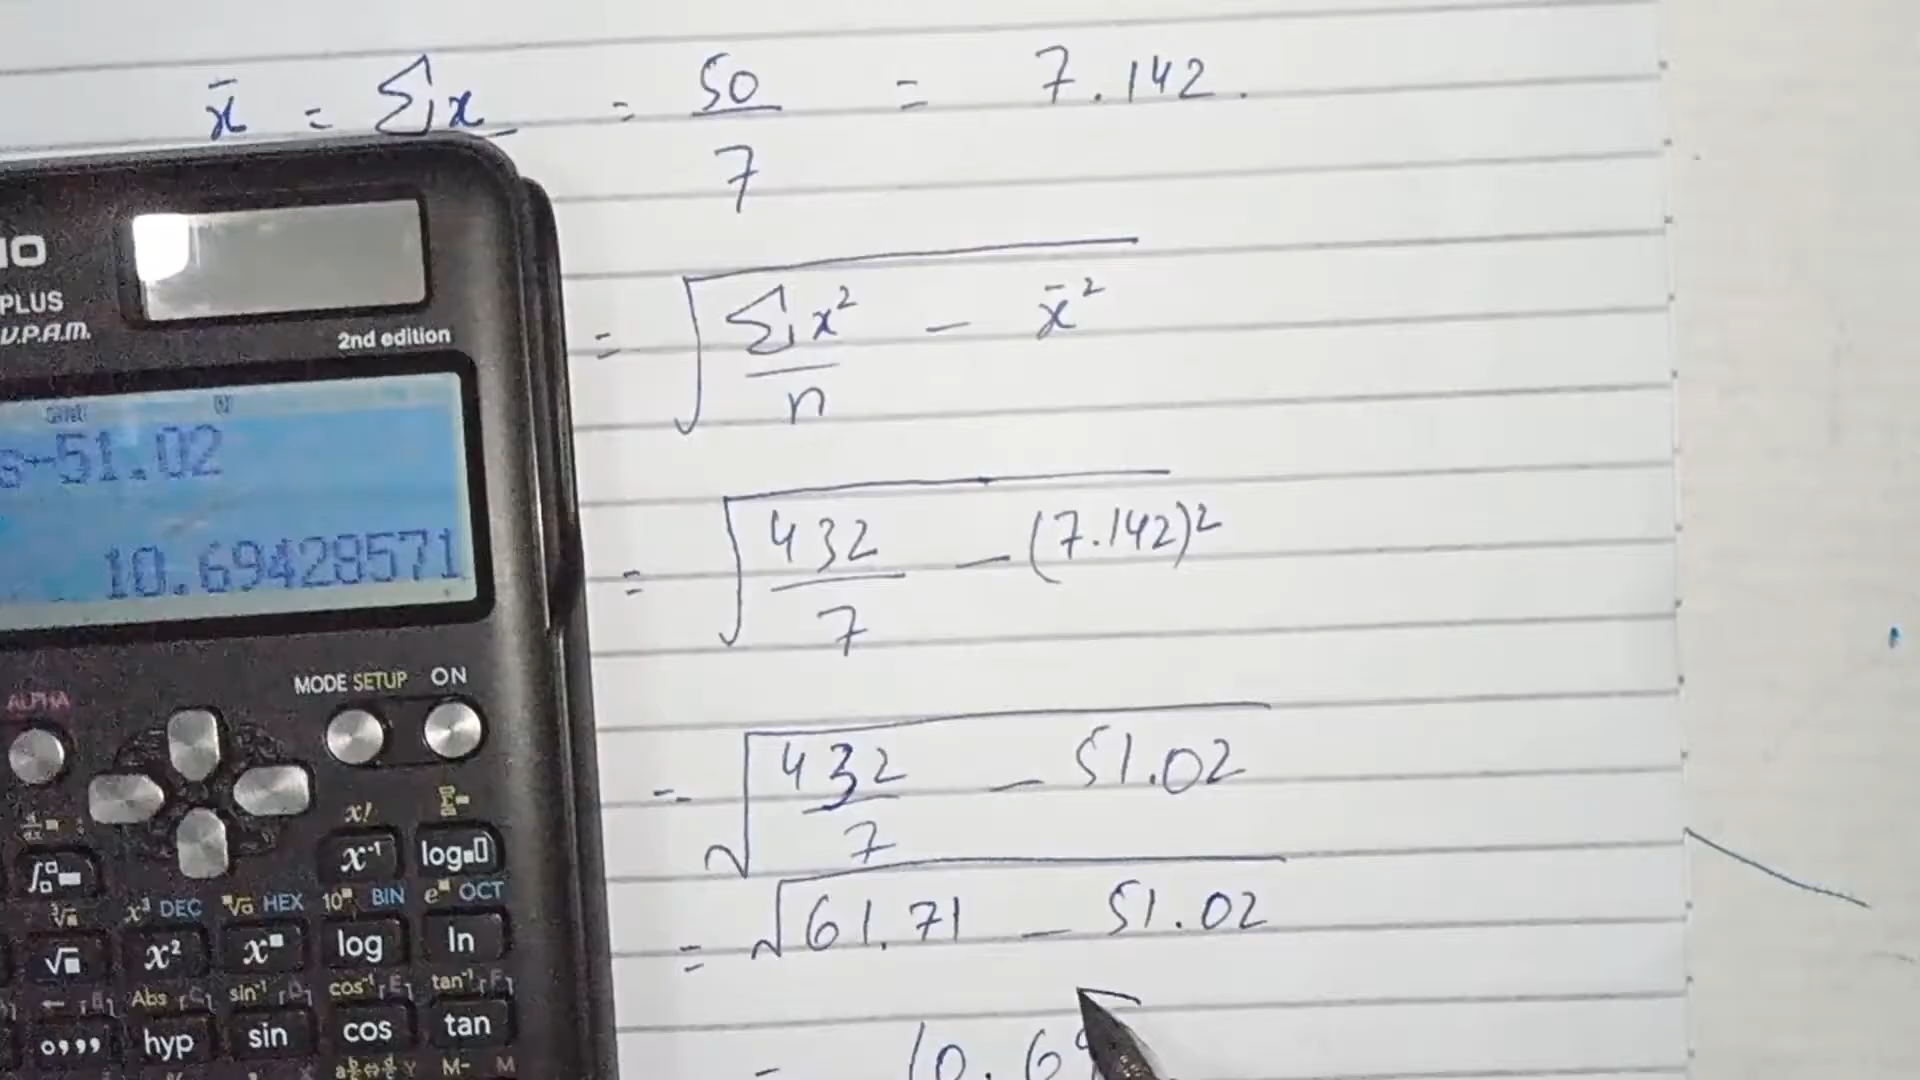 x̄ = Σx = 50/7 = 7.142.
= √(Σx²/n - x̄²)
= √(432/7 - (7.142)²)
= √(432/7 - 51.02)
= √(61.71 - 51.02)
= 10.69
IO
PLUS
V.P.A.M.
2nd edition
s-51.02
10.69428571
MODE SETUP ON
ALPHA
x!
x⁻¹ log
x³ DEC HEX 10 BIN e OCT
√ x² x log ln
← [B] Abs [C] sin⁻¹ [D] cos⁻¹ [E] tan⁻¹ [F]
hyp sin cos tan
M- M